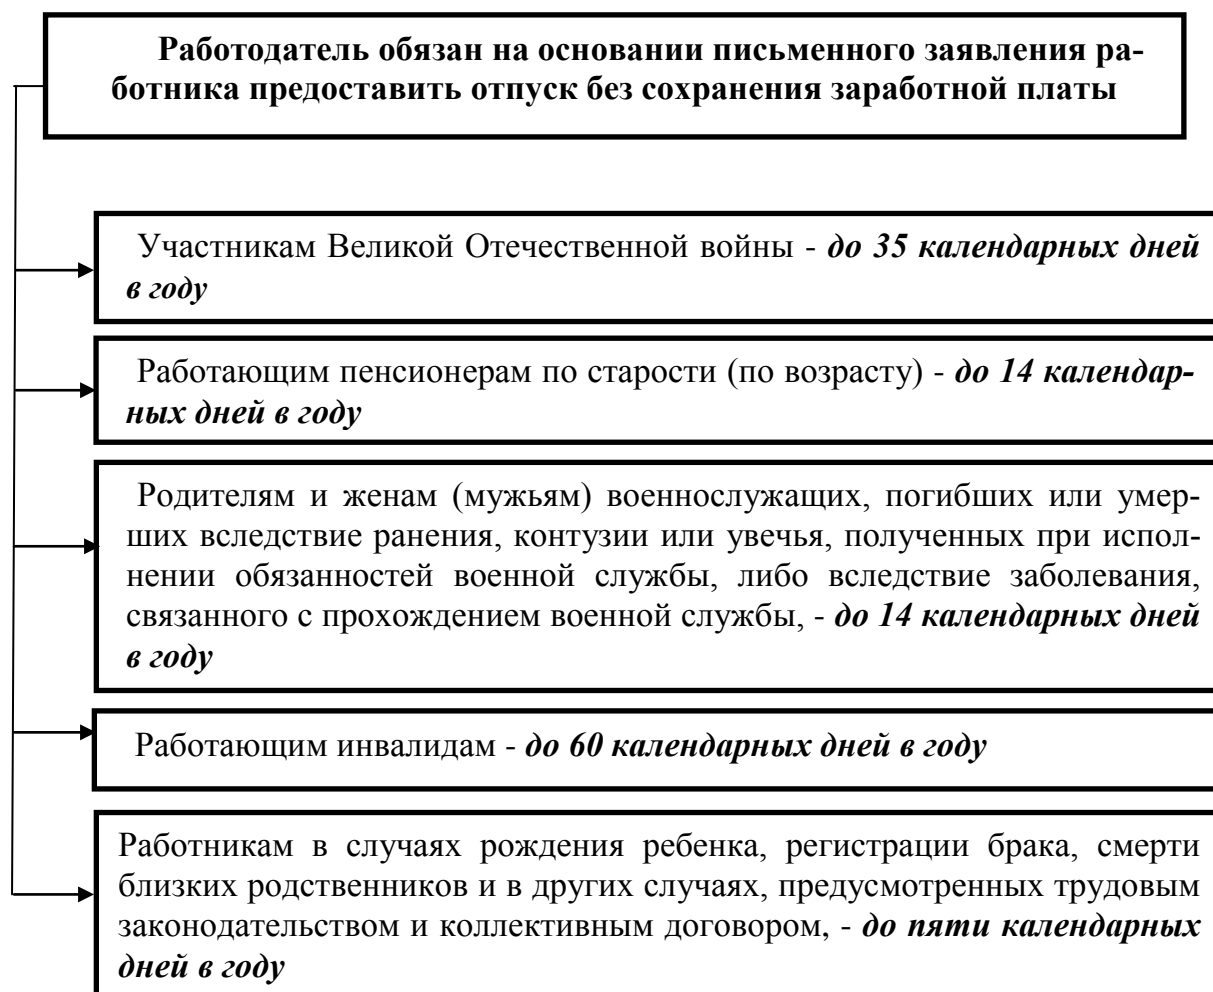 Работодатель обязан на основании письменного заявления ра-
ботника предоставить отпуск без сохранения заработной платы
Участникам Великой Отечественной войны - до 35 календарных дней
в году
Работающим пенсионерам по старости (по возрасту) - до 14 календар-
ных дней в году
Родителям и женам (мужьям) военнослужащих, погибших или умер-
ших вследствие ранения, контузии или увечья, полученных при испол-
нении обязанностей военной службы, либо вследствие заболевания,
связанного с прохождением военной службы, - до 14 календарных дней
в году
Работающим инвалидам - до 60 календарных дней в году
Работникам в случаях рождения ребенка, регистрации брака, смерти
близких родственников и в других случаях, предусмотренных трудовым
законодательством и коллективным договором, - до пяти календарных
дней в году